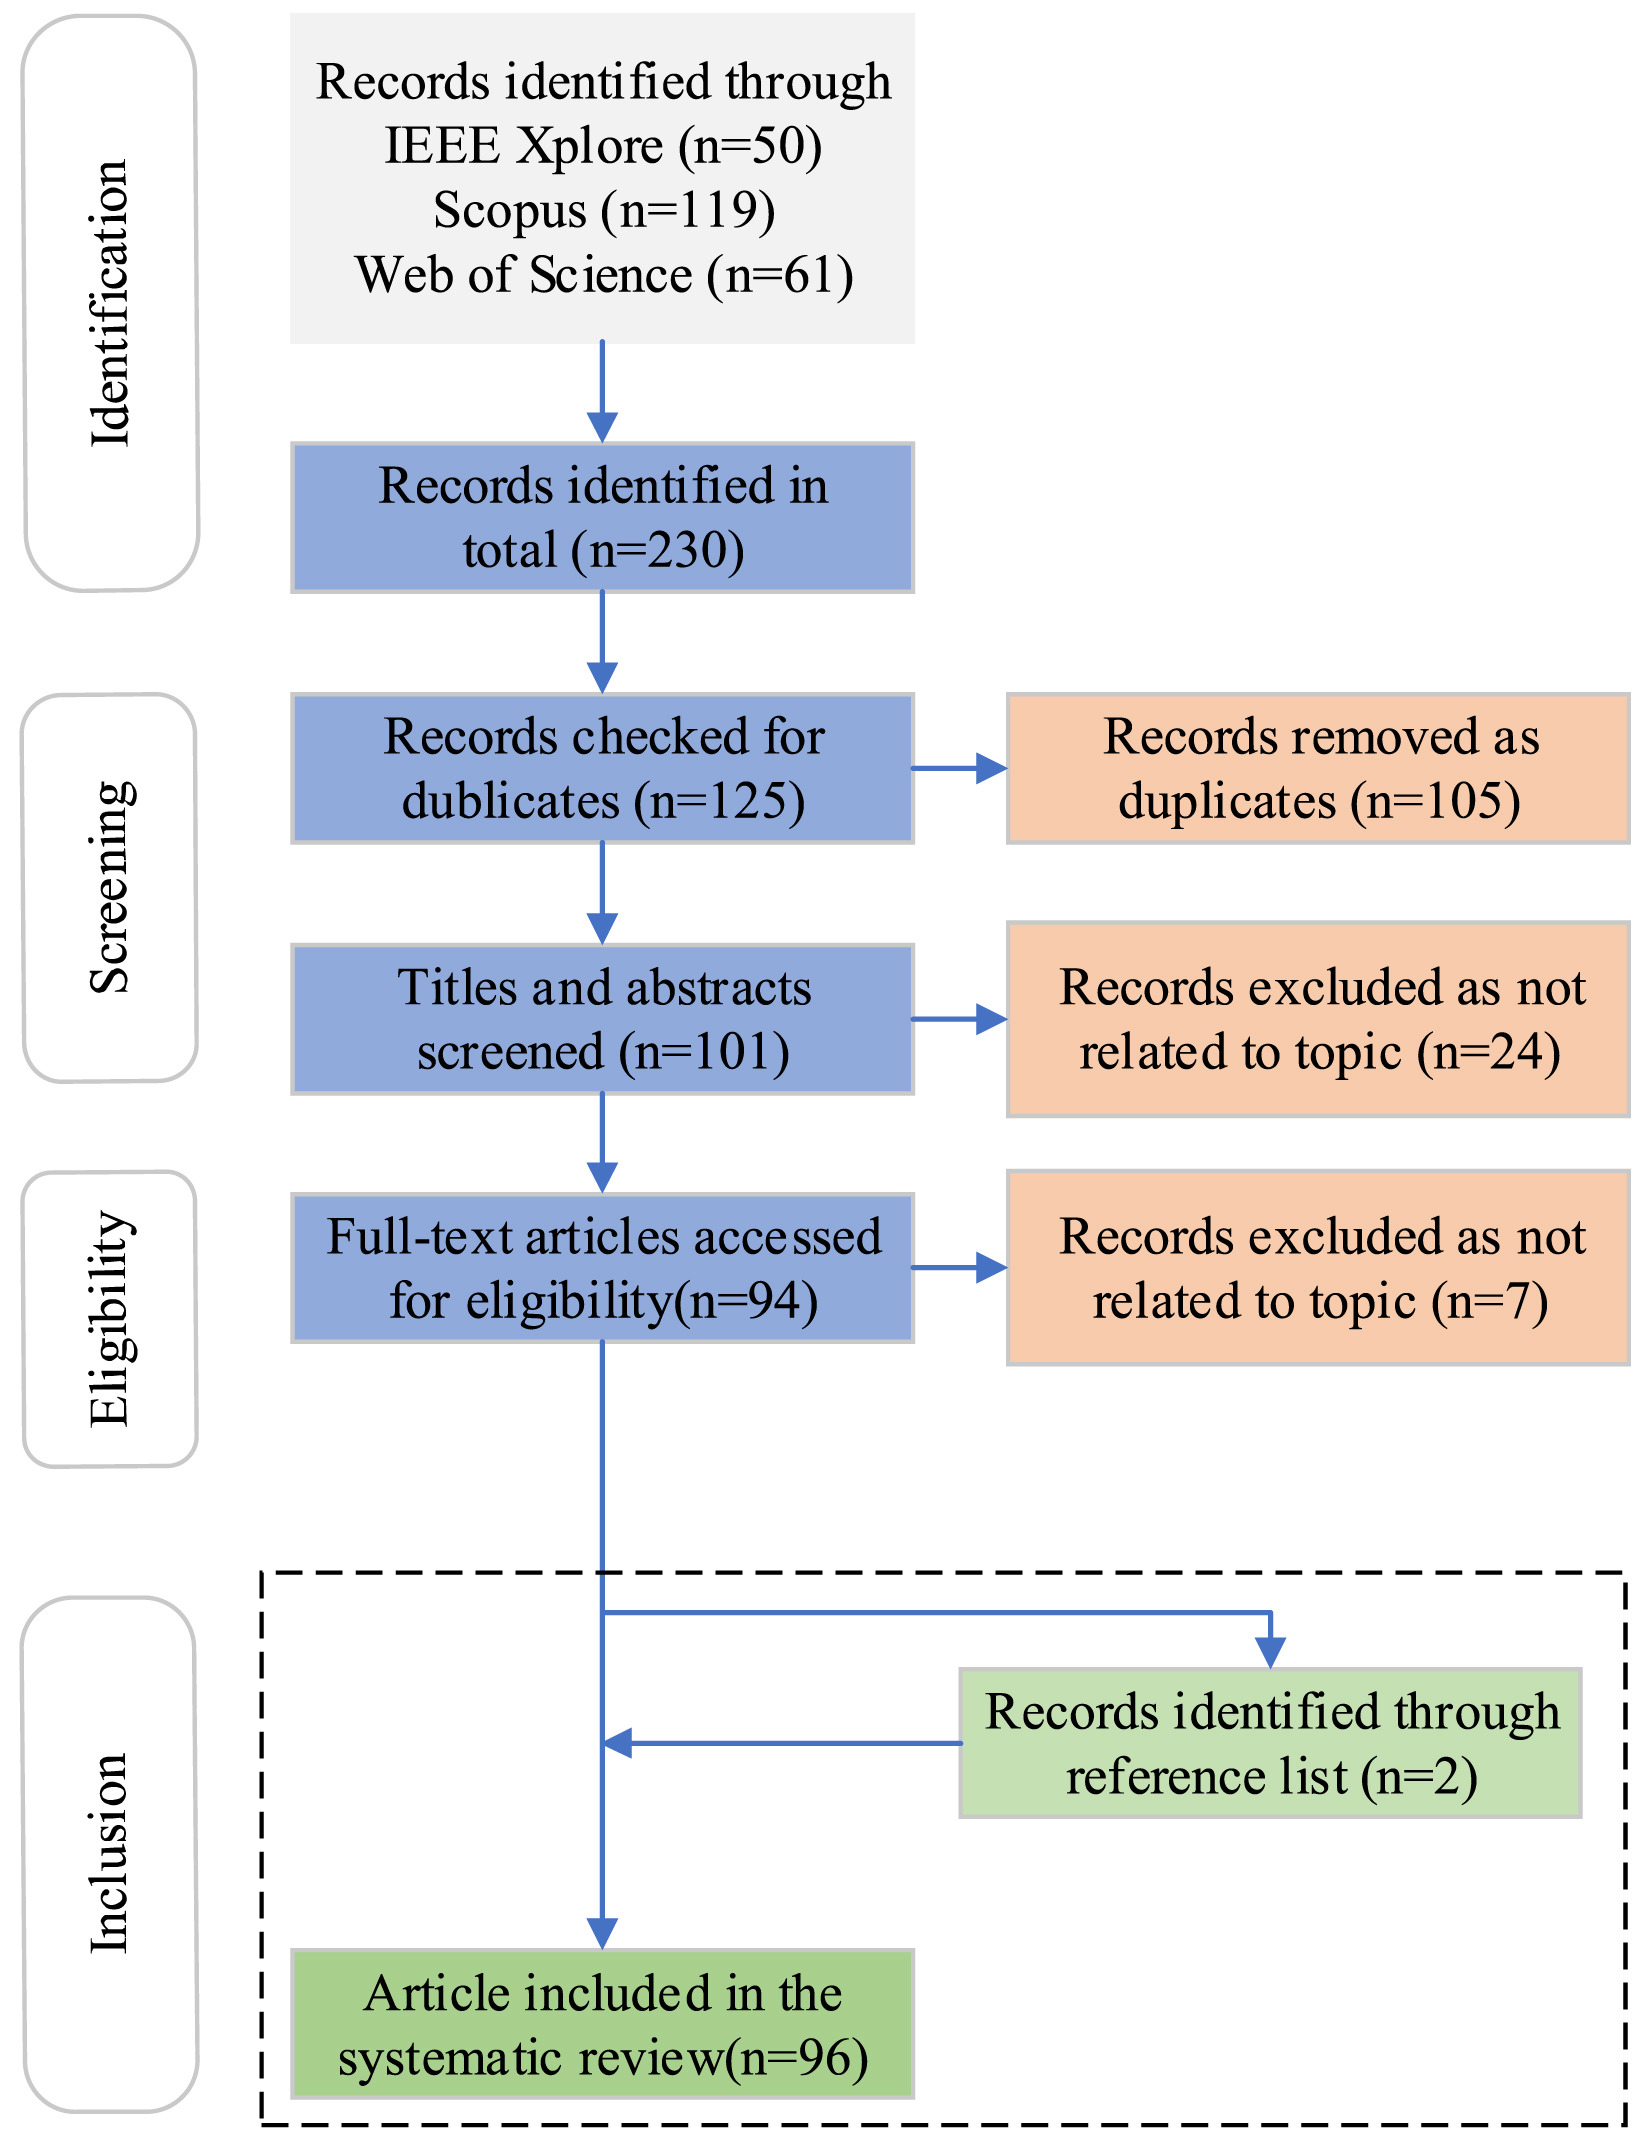 Identification
Records identified through
IEEE Xplore (n=50)
Scopus (n=119)
Web of Science (n=61)
Records identified in
total (n=230)
Screening
Records checked for
dublicates (n=125)
Records removed as
duplicates (n=105)
Titles and abstracts
screened (n=101)
Records excluded as not
related to topic (n=24)
Eligibility
Full-text articles accessed
for eligibility(n=94)
Records excluded as not
related to topic (n=7)
Inclusion
Records identified through
reference list (n=2)
Article included in the
systematic review(n=96)